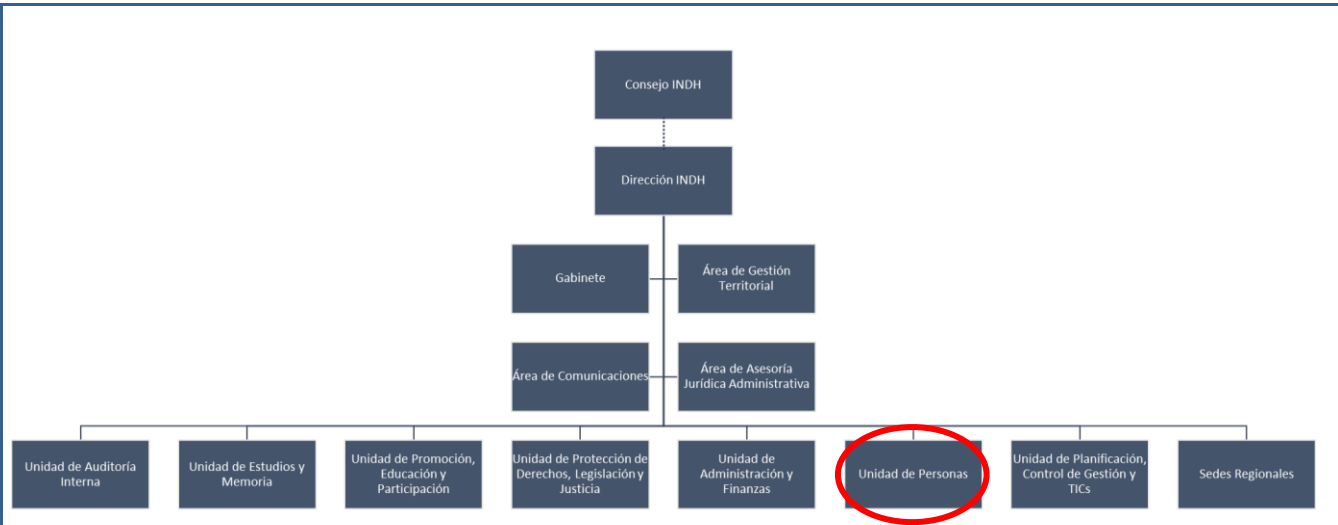 Consejo INDH
Dirección INDH
Gabinete
Área de Gestión
Territorial
Área de Comunicaciones
Área de Asesoría
Jurídica Administrativa
Unidad de Auditoría
Interna
Unidad de Estudios y
Memoria
Unidad de Promoción,
Educación y
Participación
Unidad de Protección de
Derechos, Legislación y
Justicia
Unidad de
Administración y
Finanzas
Unidad de Personas
Unidad de Planificación,
Control de Gestión y
TICs
Sedes Regionales